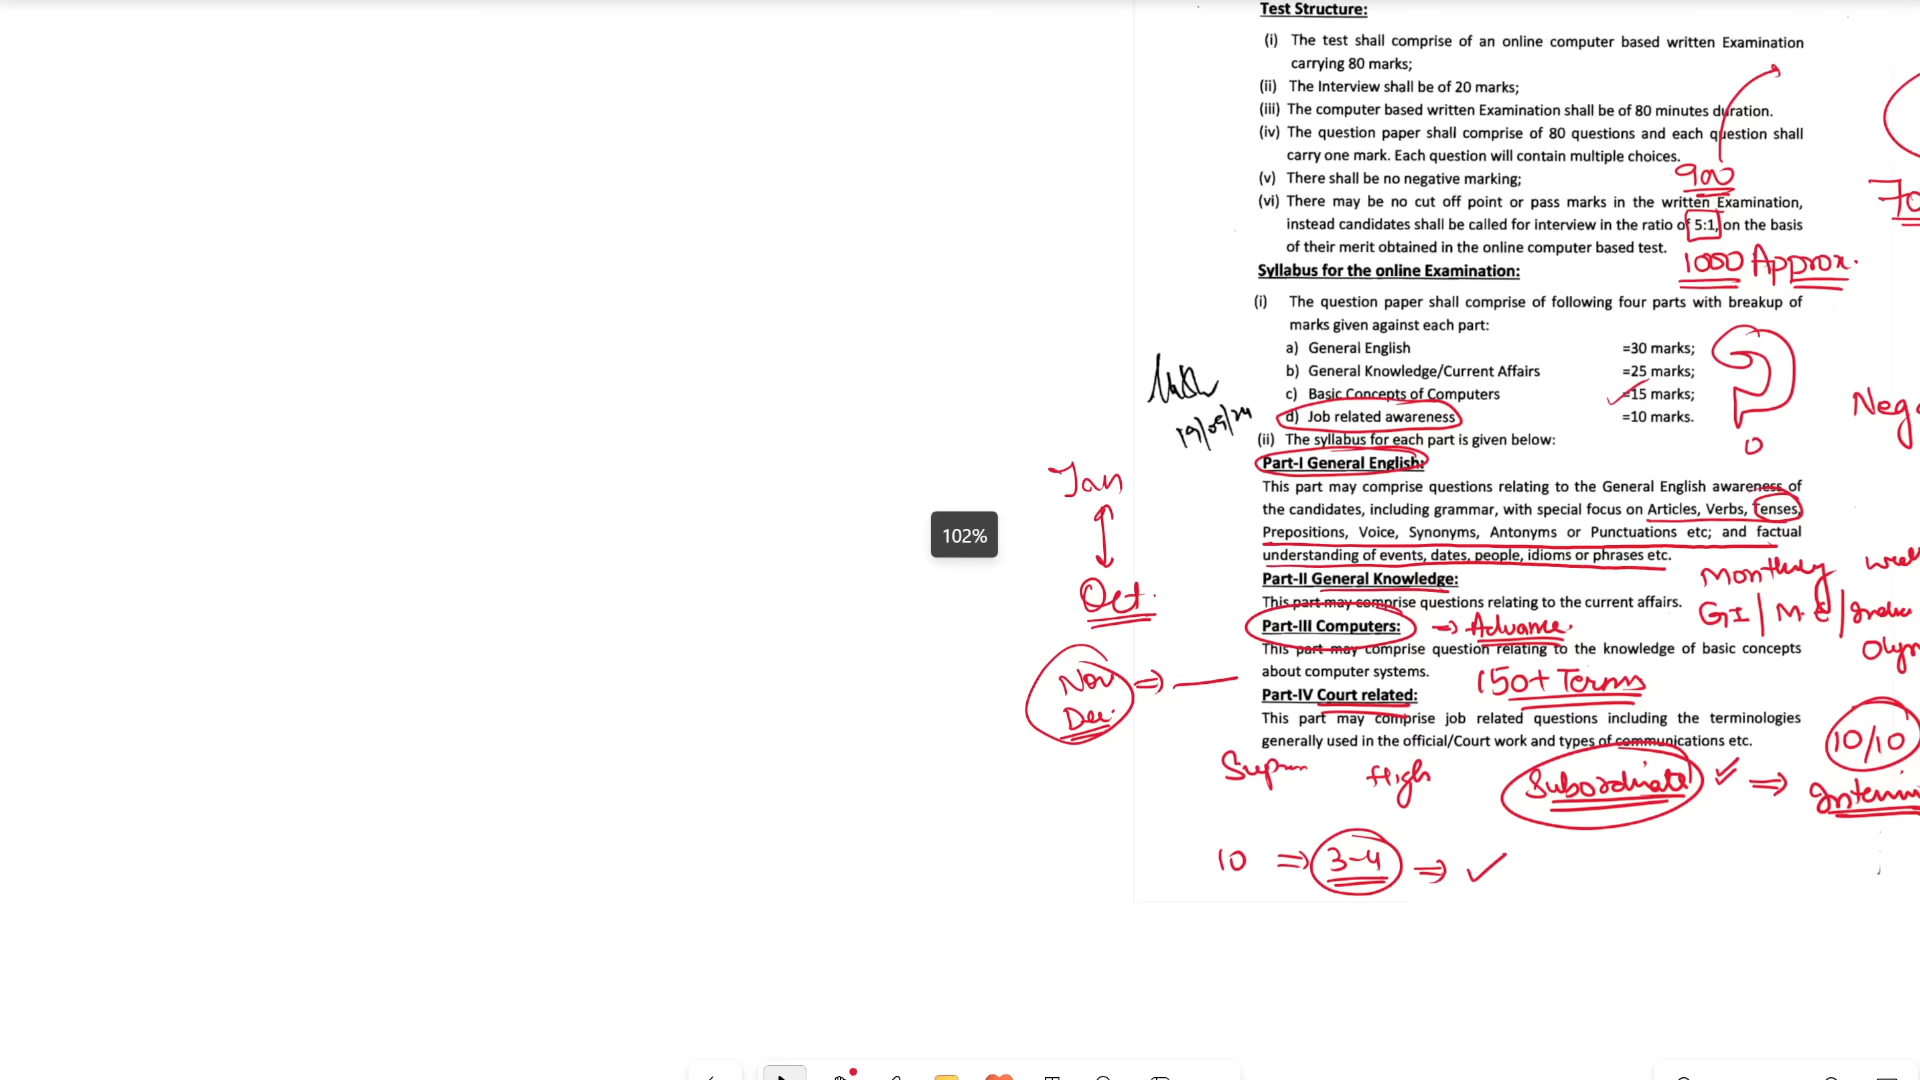 Test Structure:
(i) The test shall comprise of an online computer based written Examination
carrying 80 marks;
(ii) The Interview shall be of 20 marks;
(iii) The computer based written Examination shall be of 80 minutes duration.
(iv) The question paper shall comprise of 80 questions and each question shall
carry one mark. Each question will contain multiple choices.
900
(v) There shall be no negative marking;
70
(vi) There may be no cut off point or pass marks in the written Examination,
instead candidates shall be called for interview in the ratio of 5:1, on the basis
of their merit obtained in the online computer based test.
1000 Approx.
Syllabus for the online Examination:
(i) The question paper shall comprise of following four parts with breakup of
marks given against each part:
a) General English =30 marks;
b) General Knowledge/Current Affairs =25 marks;
c) Basic Concepts of Computers =15 marks;
d) Job related awareness =10 marks.
19/09/24
Neg
(ii) The syllabus for each part is given below:
Part-I General English:
Jan
This part may comprise questions relating to the General English awareness of
the candidates, including grammar, with special focus on Articles, Verbs, Tenses,
Prepositions, Voice, Synonyms, Antonyms or Punctuations etc; and factual
understanding of events, dates, people, idioms or phrases etc.
102%
Oct.
Part-II General Knowledge:
Monthly
This part may comprise questions relating to the current affairs.
GI | M.E |
Part-III Computers: => Advance.
This part may comprise question relating to the knowledge of basic concepts
about computer systems.
Nov =>
Dec.
150+ Terms
Part-IV Court related:
This part may comprise job related questions including the terminologies
generally used in the official/Court work and types of communications etc.
10/10
Suprm High Subordinate =>
10 => 3-4 =>